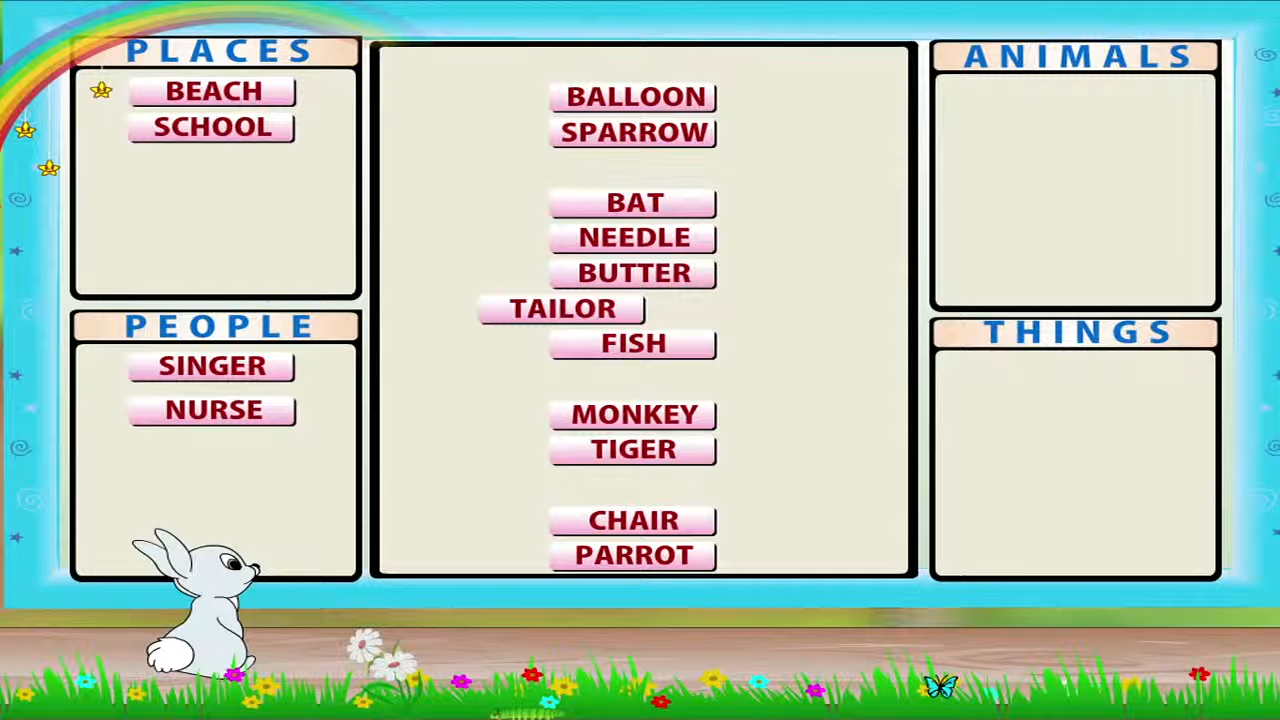 PLACES
BEACH
SCHOOL
PEOPLE
SINGER
NURSE
BALLOON
SPARROW
BAT
NEEDLE
BUTTER
TAILOR
FISH
MONKEY
TIGER
CHAIR
PARROT
ANIMALS
THINGS